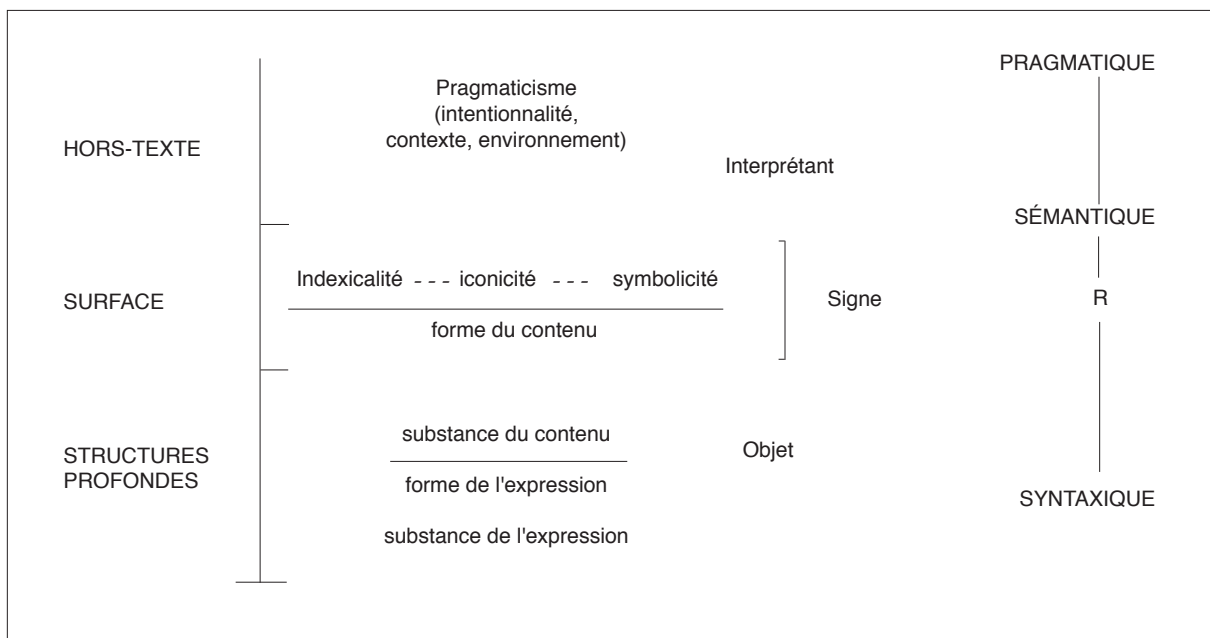 PRAGMATIQUE
Pragmaticisme
(intentionnalité,
contexte, environnement)
HORS-TEXTE
Interprétant
SÉMANTIQUE
Indexicalité --- iconicité --- symbolicité
SURFACE
Signe
R
forme du contenu
substance du contenu
Objet
STRUCTURES
PROFONDES
forme de l'expression
SYNTAXIQUE
substance de l'expression